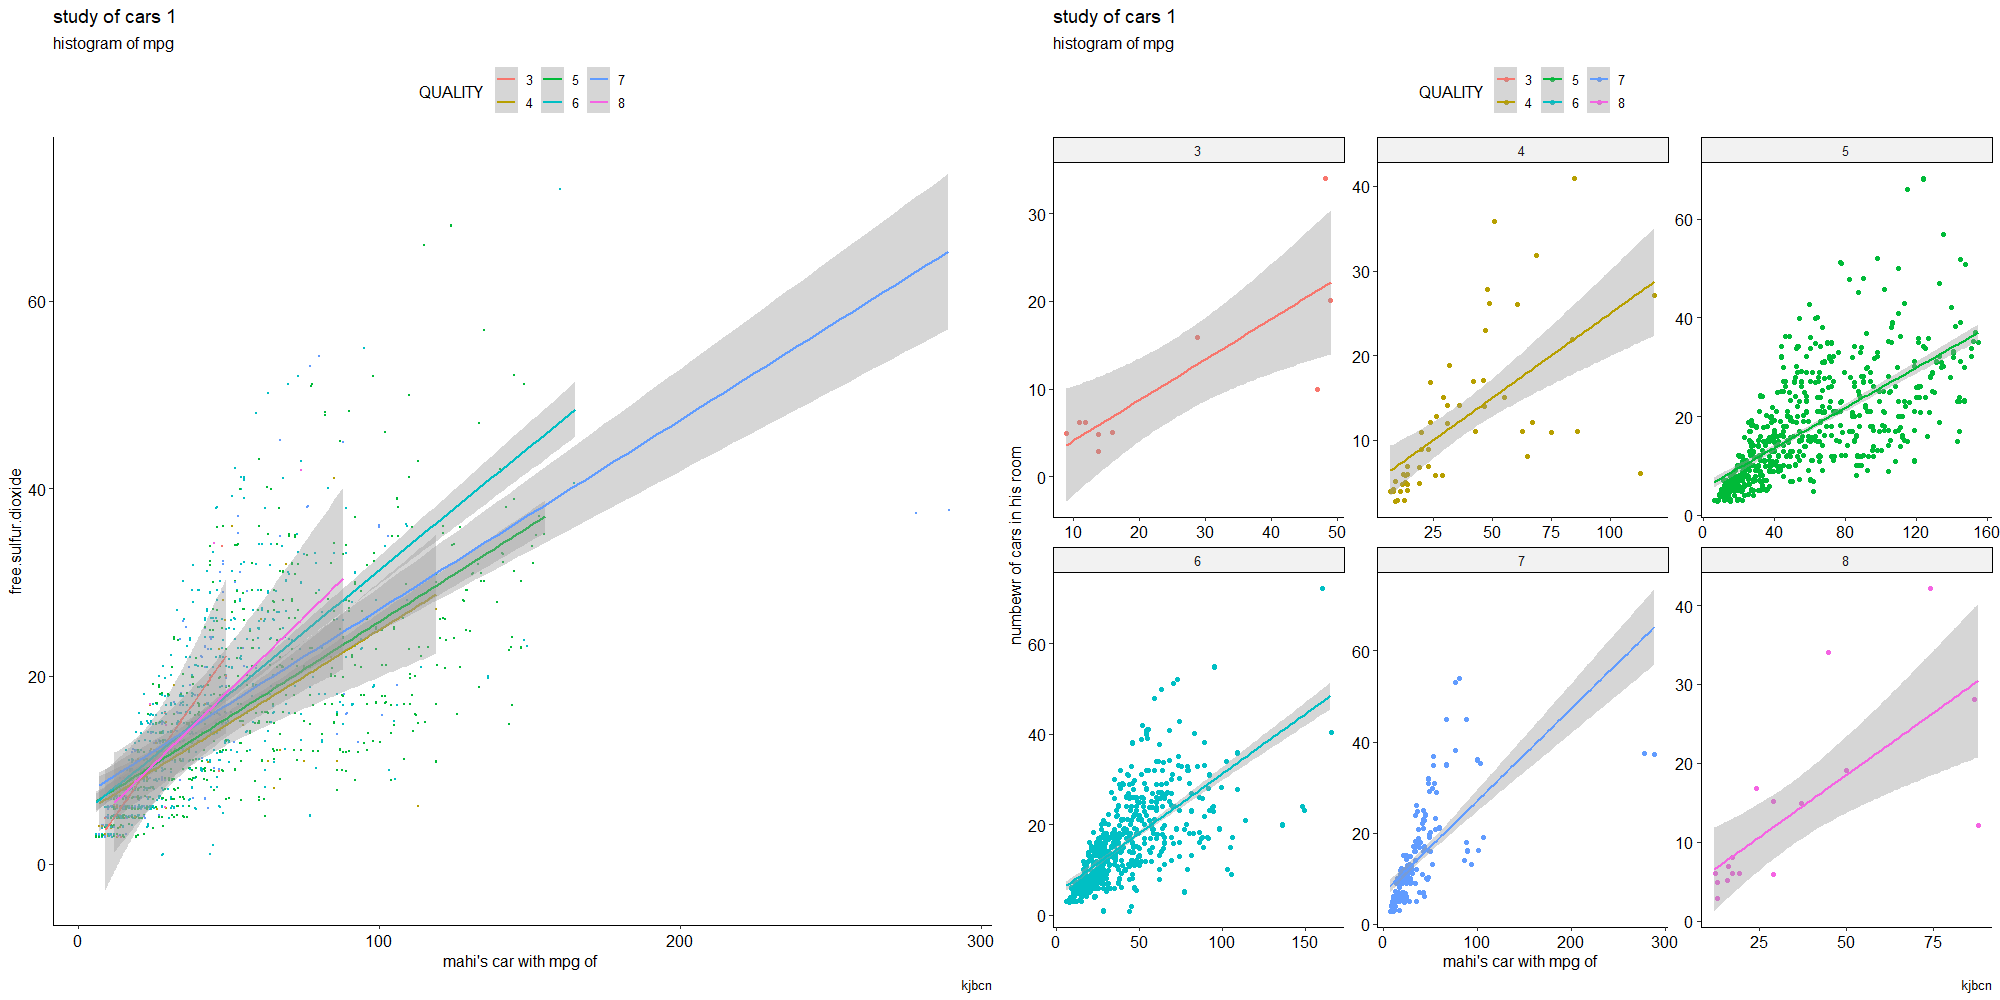 study of cars 1
histogram of mpg
QUALITY 3 5 7
4 6 8
free.sulfur.dioxide
60
40
20
0
0 100 200 300
mahi's car with mpg of
kjbcn
study of cars 1
histogram of mpg
QUALITY 3 5 7
4 6 8
numbewr of cars in his room
3
30
20
10
0
10 20 30 40 50
4
40
30
20
10
25 50 75 100
5
60
40
20
0
0 40 80 120 160
6
60
40
20
0
0 50 100 150
7
60
40
20
0
0 100 200 300
8
40
30
20
10
0
25 50 75
mahi's car with mpg of
kjbcn